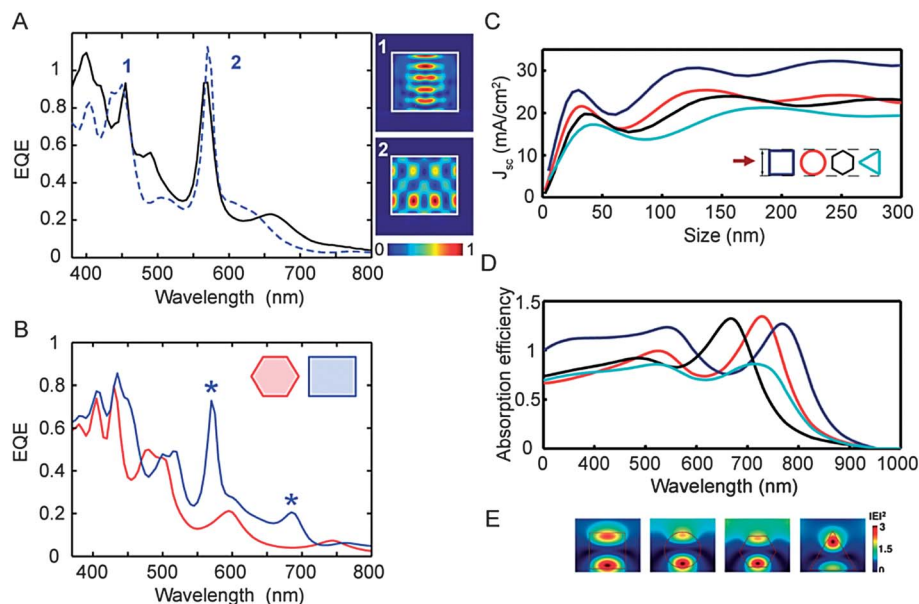 A
1.2
1
0.8
0.6
0.4
0.2
0
EQE
1
2
400 500 600 700 800
Wavelength (nm)
1
2
0 1
B
1
0.8
0.6
0.4
0.2
0
EQE
*
*
400 500 600 700 800
Wavelength (nm)
C
30
20
10
0
Jsc (mA/cm²)
0 50 100 150 200 250 300
Size (nm)
D
1.5
1
0.5
0
Absorption efficiency
300 400 500 600 700 800 900 1000
Wavelength (nm)
E
IEI²
3
1.5
0